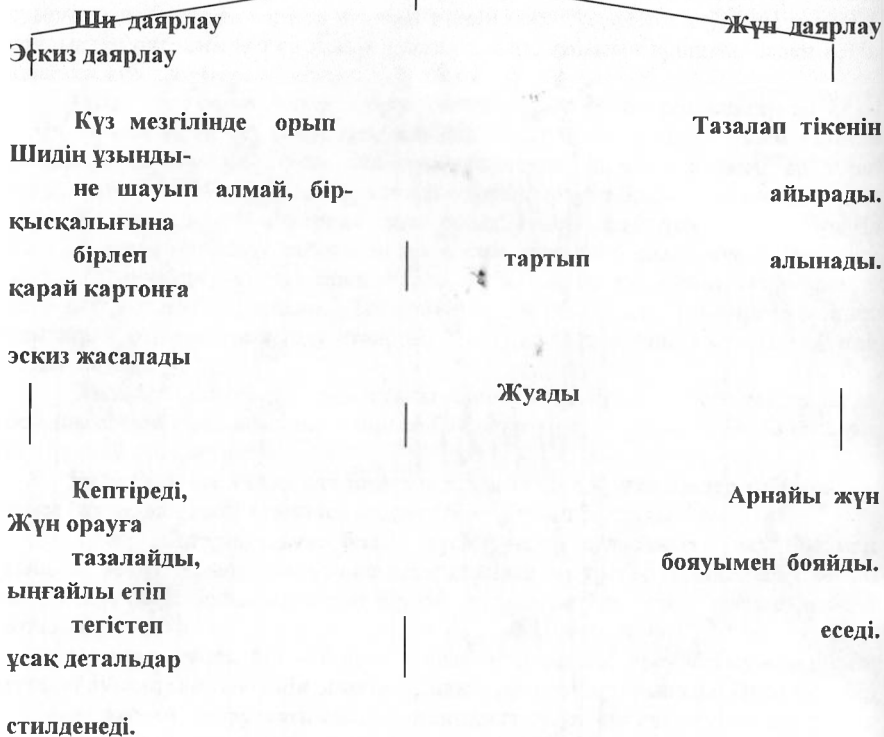 Ши даярлау Жүн даярлау
Эскиз даярлау
Күз мезгілінде орып Тазалап тікенін
Шидің ұзынды-
не шауып алмай, бір- айырады.
қысқалығына
бірлеп тартып алынады.
қарай картонға
эскиз жасалады
Жуады
Кептіреді, Арнайы жүн
Жүн орауға
тазалайды, бояуымен бояйды.
ыңғайлы етіп
тегістеп еседі.
ұсақ детальдар
стилденеді.